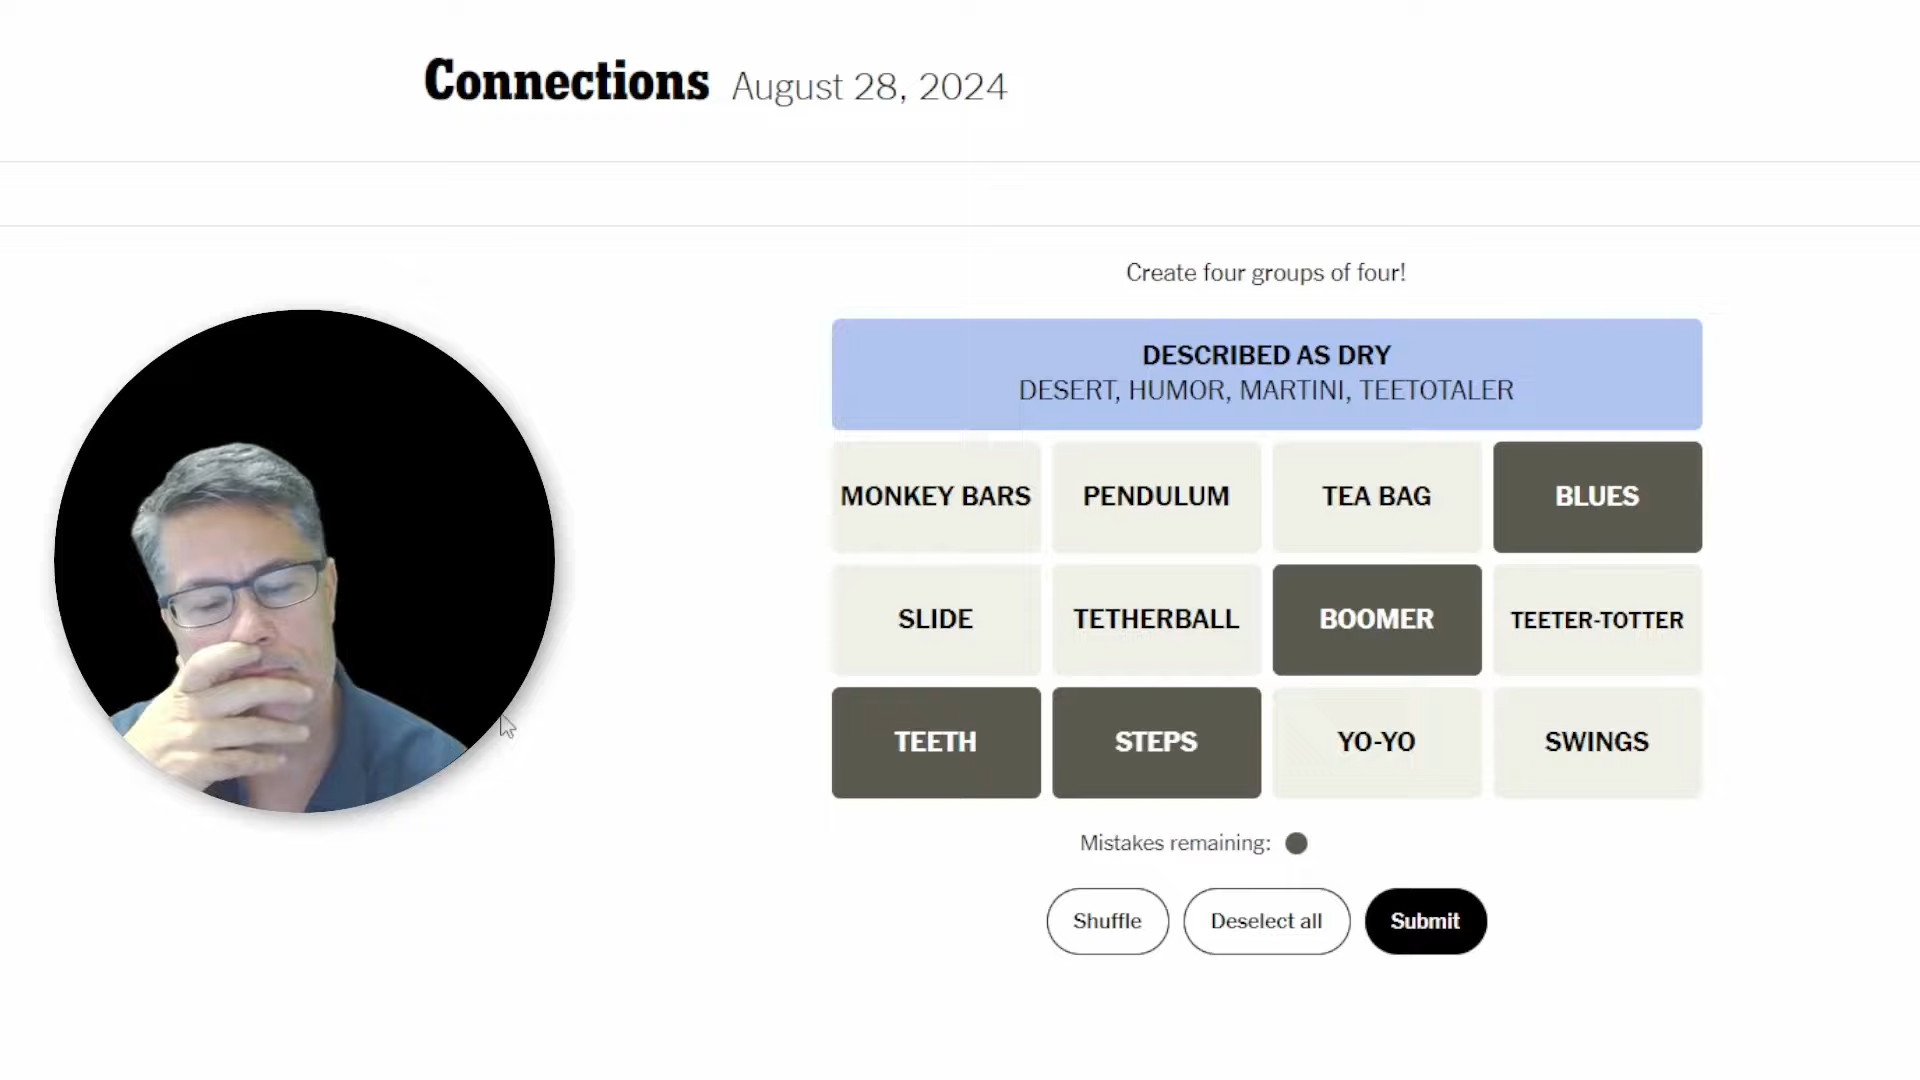 Connections August 28, 2024
Create four groups of four!
DESCRIBED AS DRY
DESERT, HUMOR, MARTINI, TEETOTALER
MONKEY BARS PENDULUM TEA BAG BLUES
SLIDE TETHERBALL BOOMER TEETER-TOTTER
TEETH STEPS YO-YO SWINGS
Mistakes remaining:
Shuffle Deselect all Submit